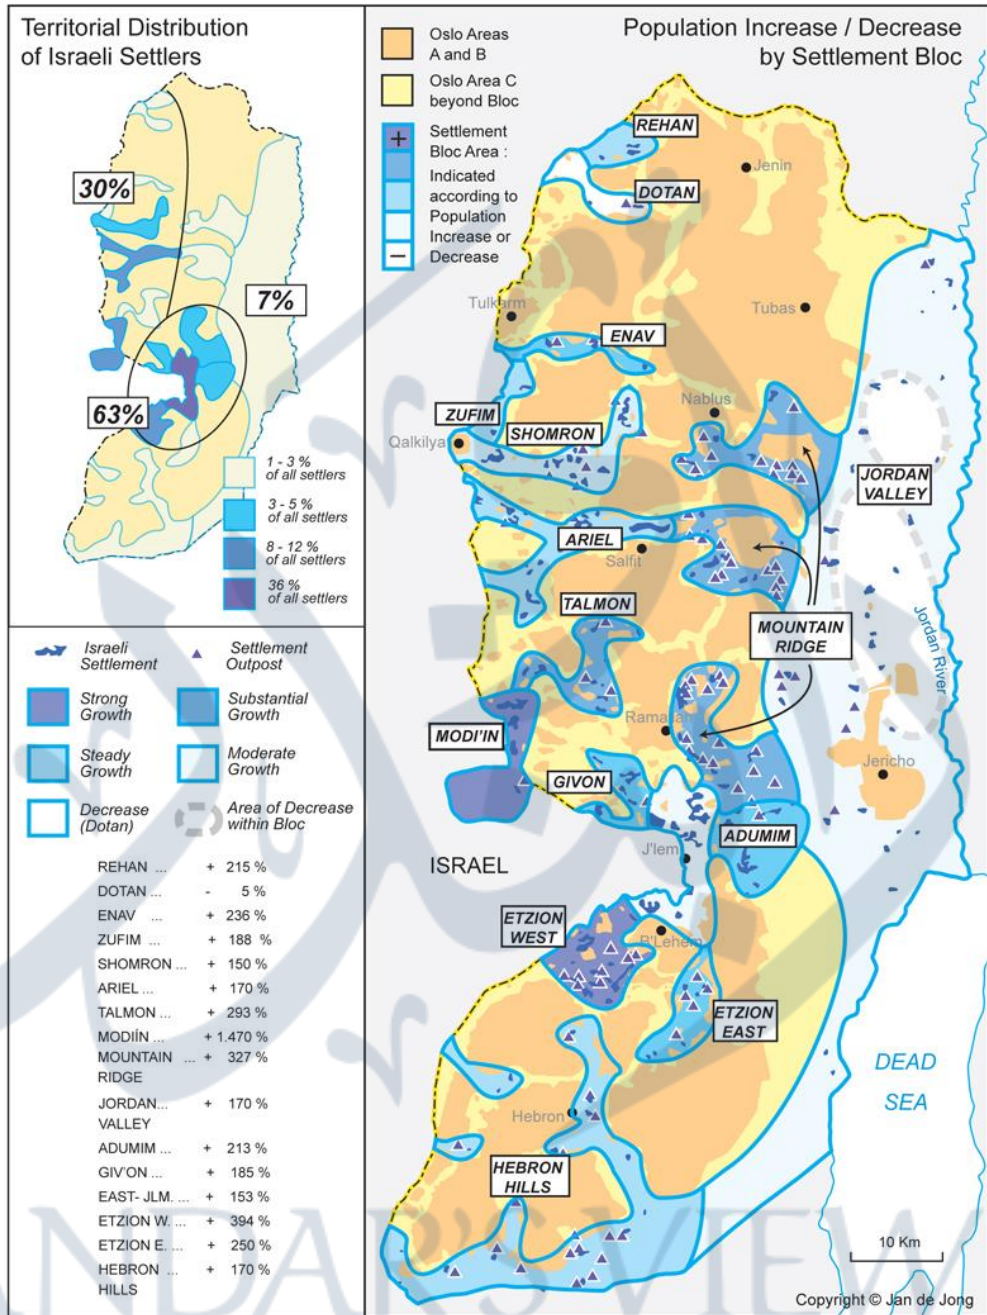 Territorial Distribution
of Israeli Settlers
30%
7%
63%
1 - 3 %
of all settlers
3 - 5 %
of all settlers
8 - 12 %
of all settlers
36 %
of all settlers
Israeli
Settlement
Settlement
Outpost
Strong
Growth
Substantial
Growth
Steady
Growth
Moderate
Growth
Decrease
(Dotan)
Area of Decrease
within Bloc
REHAN ... + 215 %
DOTAN ... - 5 %
ENAV ... + 236 %
ZUFIM ... + 188 %
SHOMRON ... + 150 %
ARIEL ... + 170 %
TALMON ... + 293 %
MODIÍN ... + 1.470 %
MOUNTAIN ... + 327 %
RIDGE
JORDAN... + 170 %
VALLEY
ADUMIM ... + 213 %
GIV'ON ... + 185 %
EAST- JLM. ... + 153 %
ETZION W. ... + 394 %
ETZION E. ... + 250 %
HEBRON ... + 170 %
HILLS
Population Increase / Decrease
by Settlement Bloc
Oslo Areas
A and B
Oslo Area C
beyond Bloc
+
Settlement
Bloc Area :
Indicated
according to
Population
Increase or
Decrease
–
REHAN
Jenin
DOTAN
Tulkarm
Tubas
ENAV
Nablus
ZUFIM
SHOMRON
Qalkilya
JORDAN
VALLEY
ARIEL
Salfit
TALMON
MOUNTAIN
RIDGE
Jordan River
Ramallah
MODI'IN
Jericho
GIVON
ADUMIM
J'lem
ISRAEL
ETZION
WEST
B'Lehem
ETZION
EAST
DEAD
SEA
Hebron
HEBRON
HILLS
10 Km
Copyright © Jan de Jong
ANDAR'S VIEW